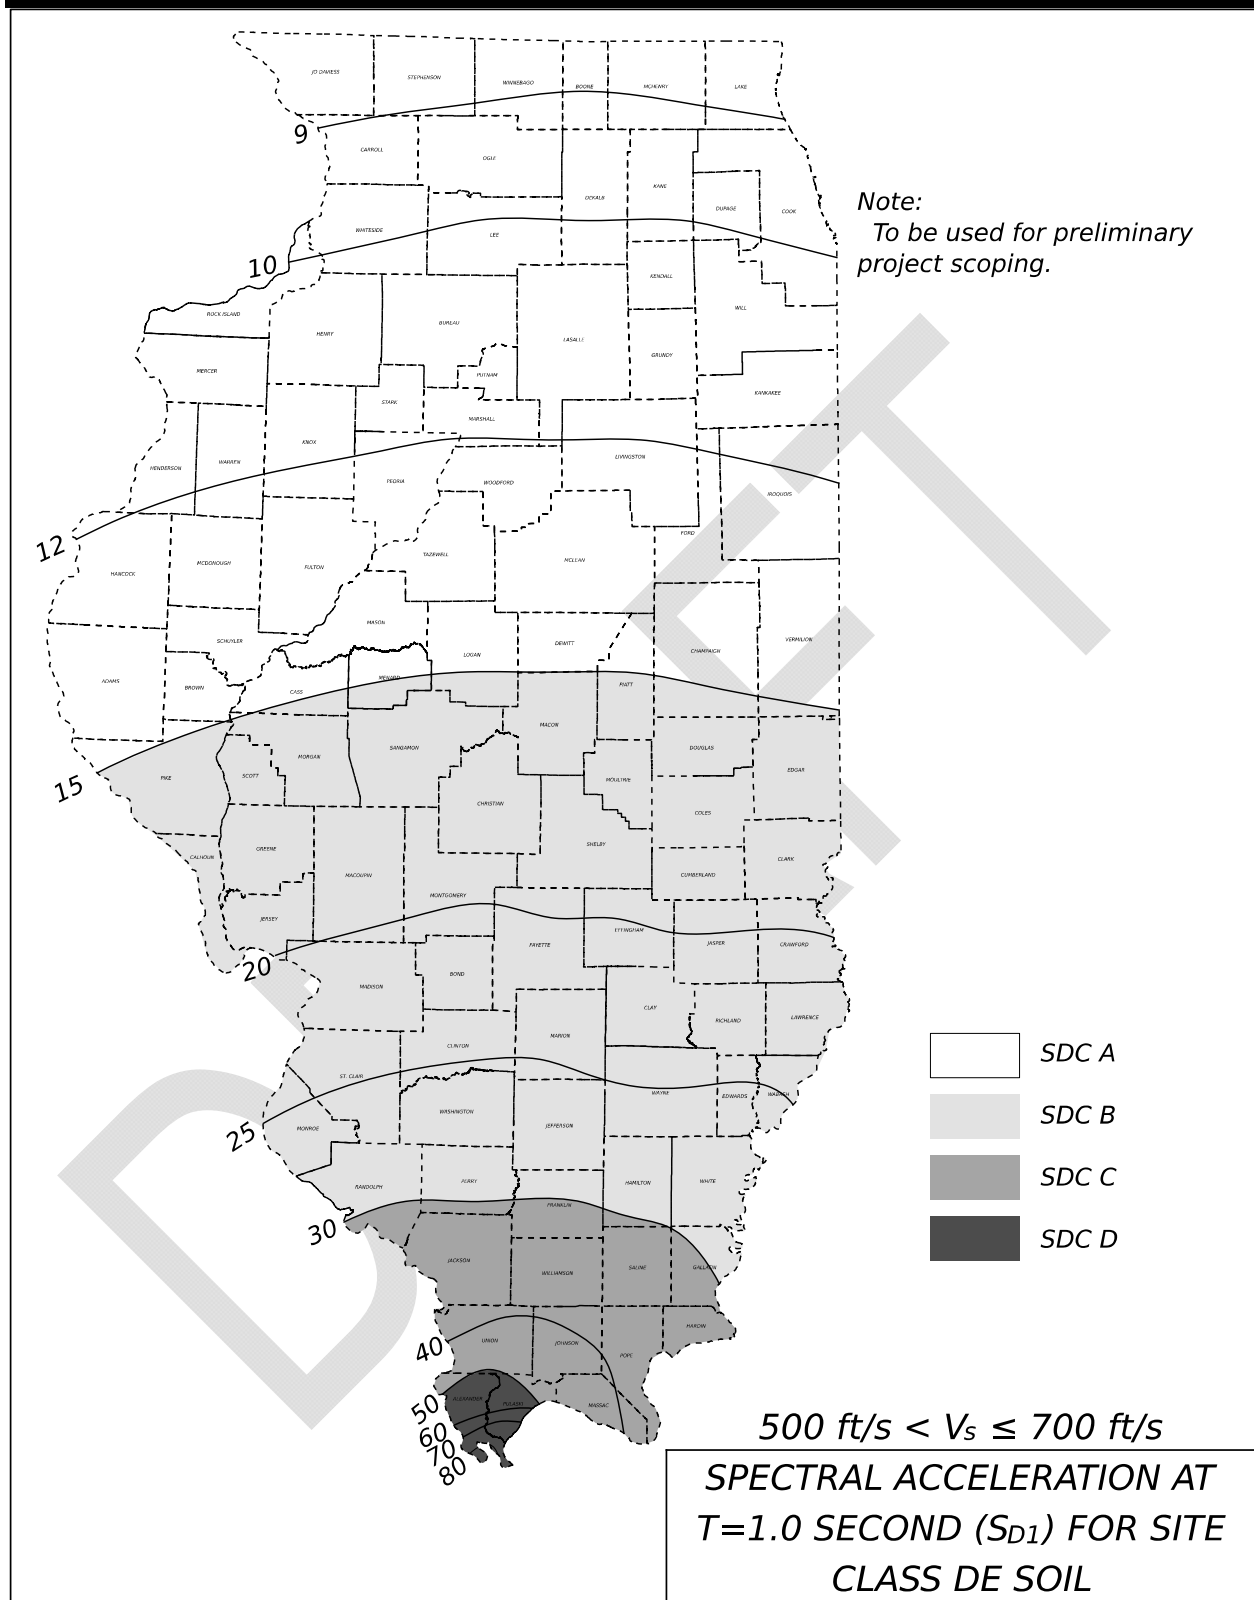 JO DAVIESS
STEPHENSON
WINNEBAGO
BOONE
MCHENRY
LAKE
9
CARROLL
OGLE
DEKALB
KANE
DUPAGE
COOK
Note:
To be used for preliminary
project scoping.
WHITESIDE
LEE
10
KENDALL
WILL
ROCK ISLAND
HENRY
BUREAU
LASALLE
GRUNDY
MERCER
PUTNAM
KANKAKEE
STARK
MARSHALL
KNOX
LIVINGSTON
HENDERSON
WARREN
PEORIA
WOODFORD
IROQUOIS
12
FORD
HANCOCK
MCDONOUGH
FULTON
TAZEWELL
MCLEAN
MASON
SCHUYLER
LOGAN
DEWITT
CHAMPAIGN
VERMILION
ADAMS
BROWN
CASS
MENARD
PIATT
MACON
15
PIKE
SCOTT
MORGAN
SANGAMON
DOUGLAS
EDGAR
MOULTRIE
CHRISTIAN
COLES
CALHOUN
GREENE
SHELBY
CLARK
MACOUPIN
CUMBERLAND
MONTGOMERY
JERSEY
FAYETTE
EFFINGHAM
JASPER
CRAWFORD
20
BOND
MADISON
CLAY
RICHLAND
LAWRENCE
MARION
CLINTON
SDC A
ST. CLAIR
WAYNE
EDWARDS
WABASH
SDC B
25
MONROE
WASHINGTON
JEFFERSON
SDC C
RANDOLPH
PERRY
HAMILTON
WHITE
FRANKLIN
30
SDC D
JACKSON
WILLIAMSON
SALINE
GALLATIN
40
UNION
JOHNSON
POPE
HARDIN
50
ALEXANDER
PULASKI
MASSAC
60
70
80
500 ft/s < Vs ≤ 700 ft/s
SPECTRAL ACCELERATION AT
T=1.0 SECOND (SD1) FOR SITE
CLASS DE SOIL
DRAFT